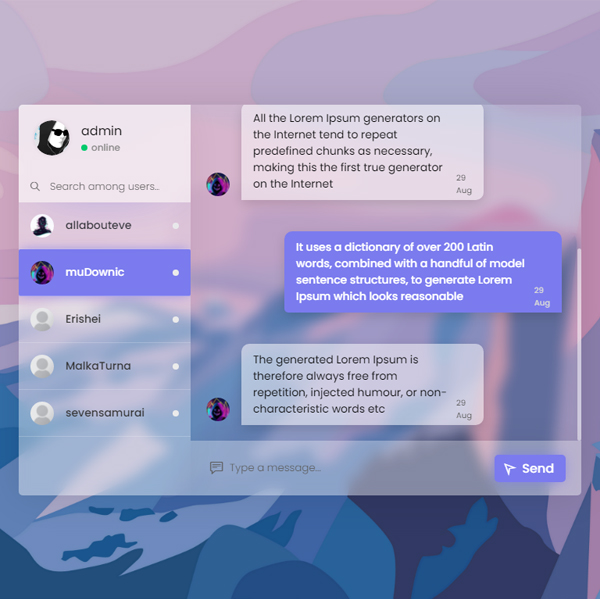 admin
online
Search among users..
allabouteve
muDownic
Erishei
MalkaTurna
sevensamurai
All the Lorem Ipsum generators on
the Internet tend to repeat
predefined chunks as necessary,
making this the first true generator
on the Internet
29
Aug
It uses a dictionary of over 200 Latin
words, combined with a handful of model
sentence structures, to generate Lorem
Ipsum which looks reasonable
29
Aug
The generated Lorem Ipsum is
therefore always free from
repetition, injected humour, or non-
characteristic words etc
29
Aug
Type a message...
Send